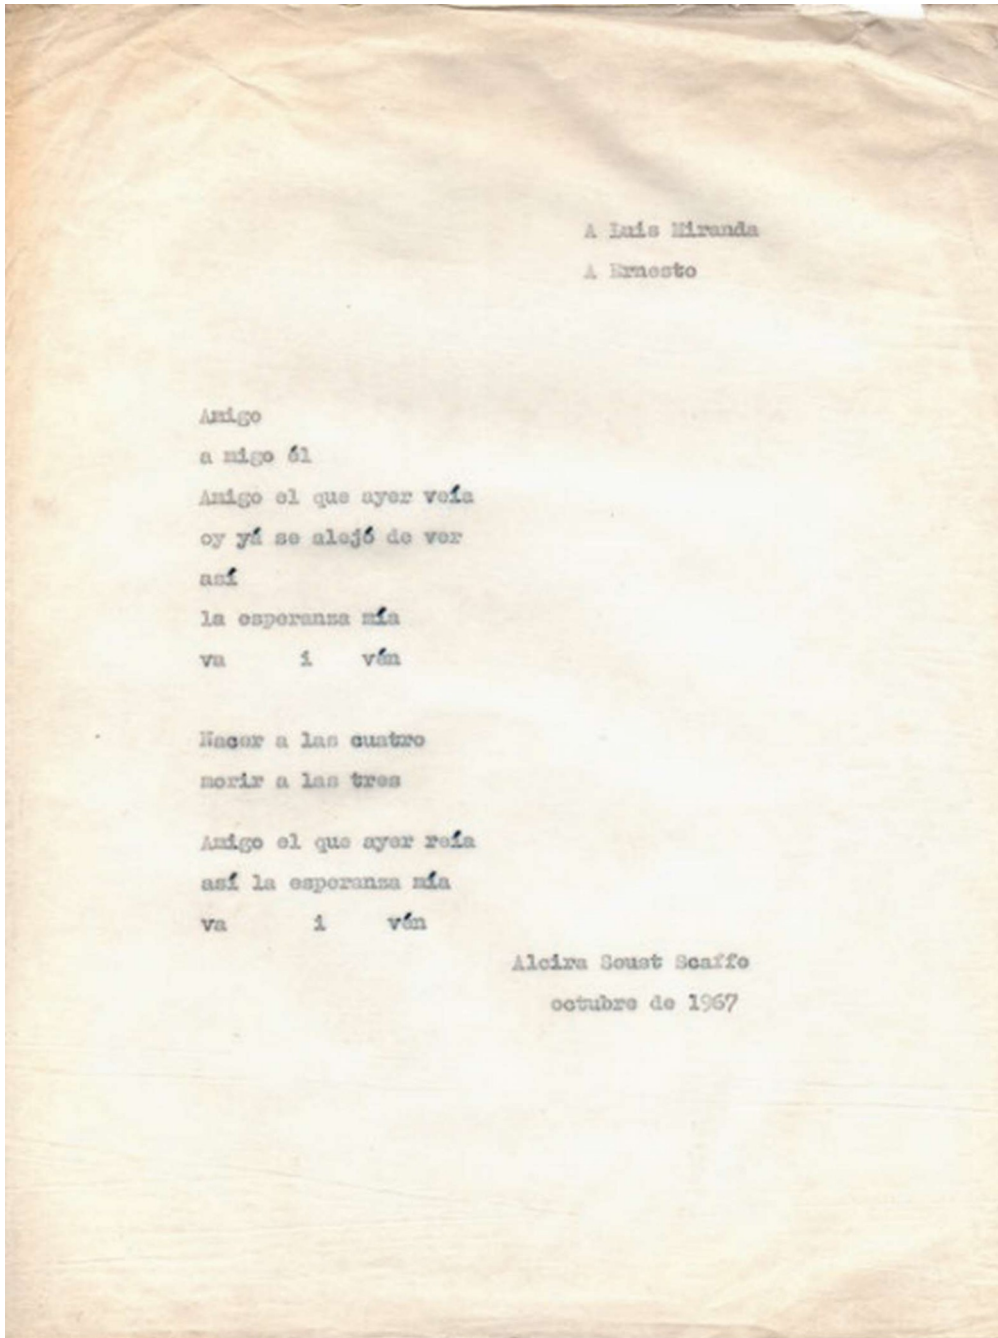 A Luis Miranda
A Ernesto
Amigo
a migo él
Amigo el que ayer veía
oy yá se alejó de ver
así
la esperanza mía
va i vén
Nacer a las cuatro
morir a las tres
Amigo el que ayer reía
así la esperanza mía
va i vén
Alcira Soust Scaffo
octubre de 1967